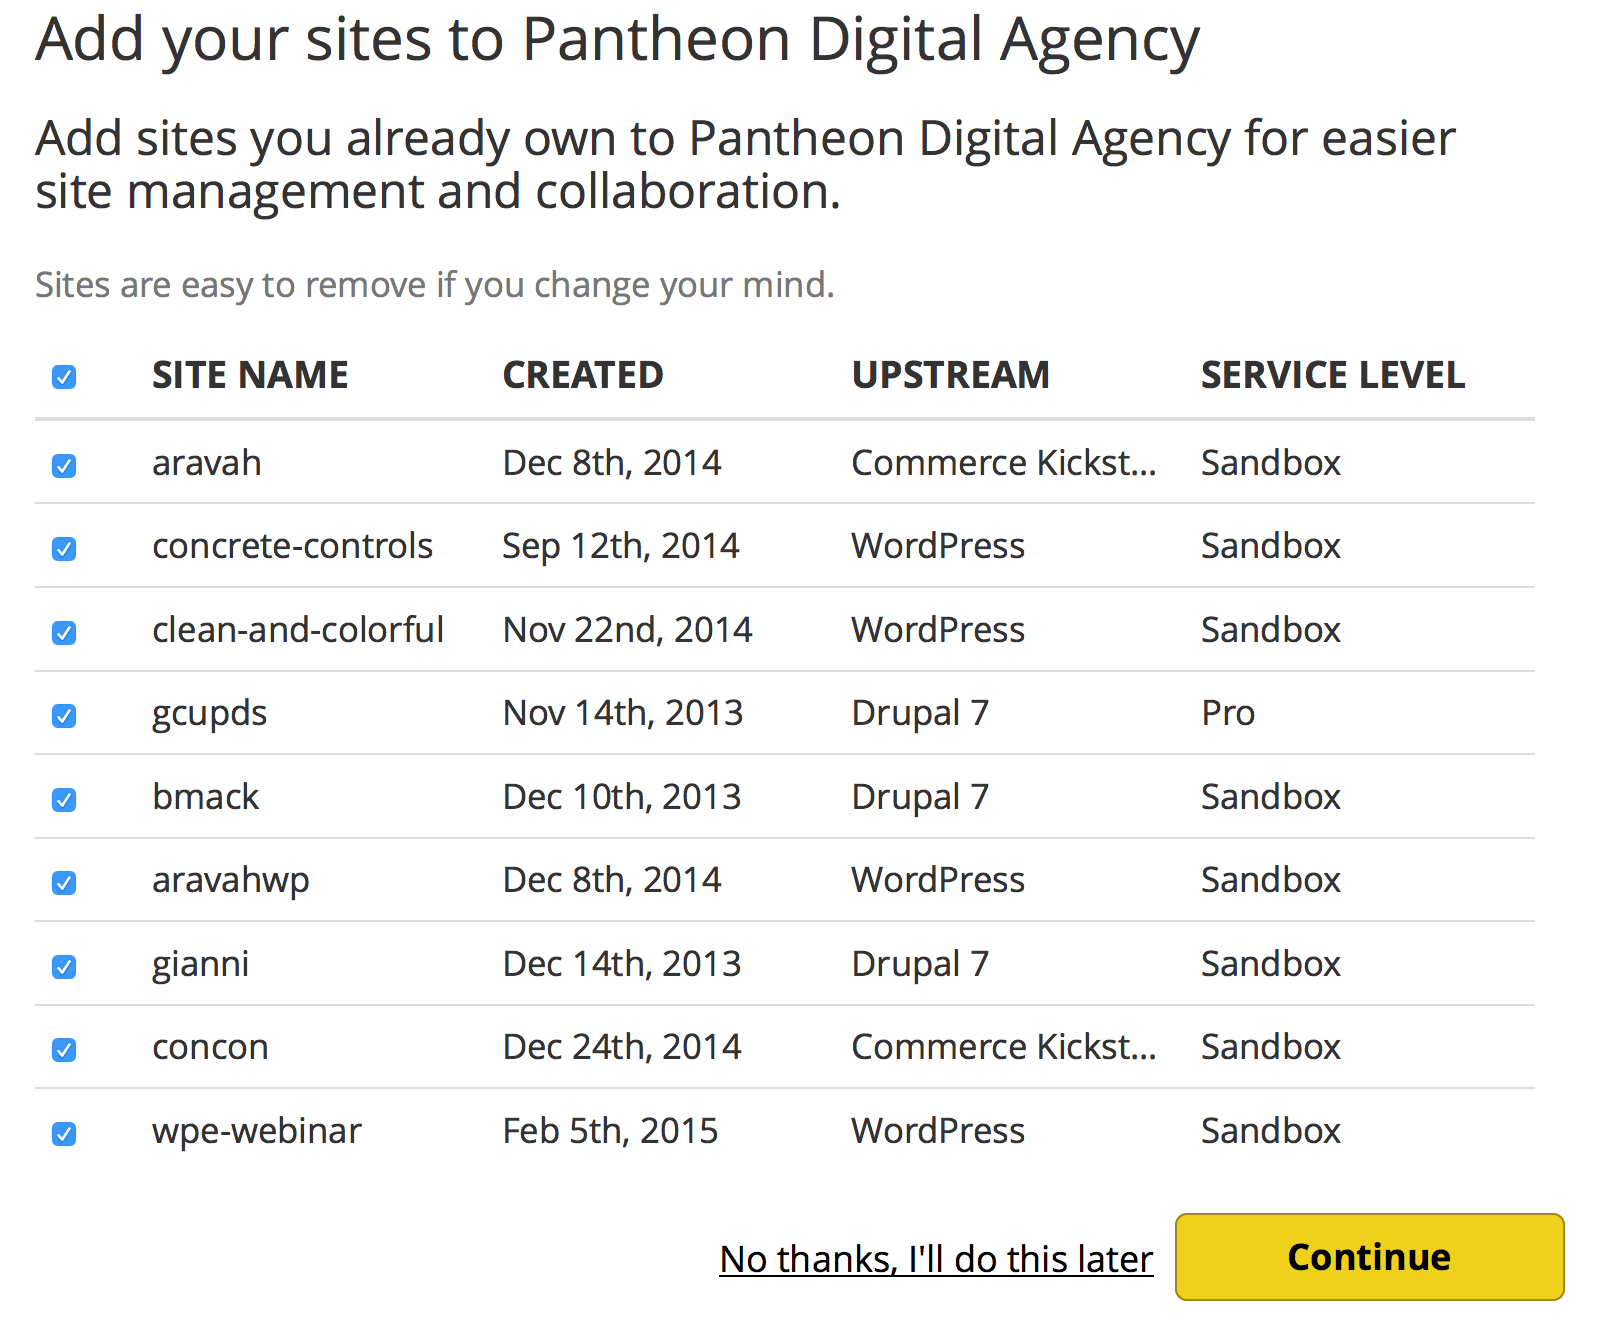 Add your sites to Pantheon Digital Agency
Add sites you already own to Pantheon Digital Agency for easier
site management and collaboration.
Sites are easy to remove if you change your mind.
SITE NAME CREATED UPSTREAM SERVICE LEVEL
aravah Dec 8th, 2014 Commerce Kickst... Sandbox
concrete-controls Sep 12th, 2014 WordPress Sandbox
clean-and-colorful Nov 22nd, 2014 WordPress Sandbox
gcupds Nov 14th, 2013 Drupal 7 Pro
bmack Dec 10th, 2013 Drupal 7 Sandbox
aravahwp Dec 8th, 2014 WordPress Sandbox
gianni Dec 14th, 2013 Drupal 7 Sandbox
concon Dec 24th, 2014 Commerce Kickst... Sandbox
wpe-webinar Feb 5th, 2015 WordPress Sandbox
No thanks, I'll do this later Continue